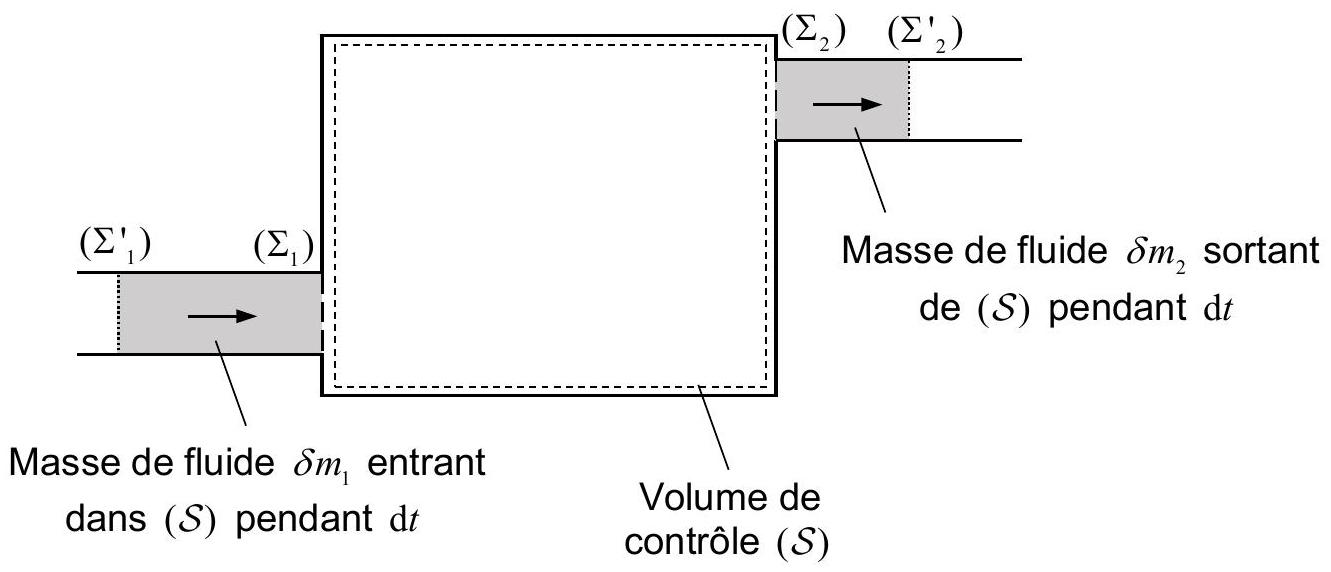 (Σ₂) (Σ'₂)
(Σ'₁) (Σ₁)
Masse de fluide δm₂ sortant
de (𝒮) pendant dt
Masse de fluide δm₁ entrant
dans (𝒮) pendant dt
Volume de
contrôle (𝒮)